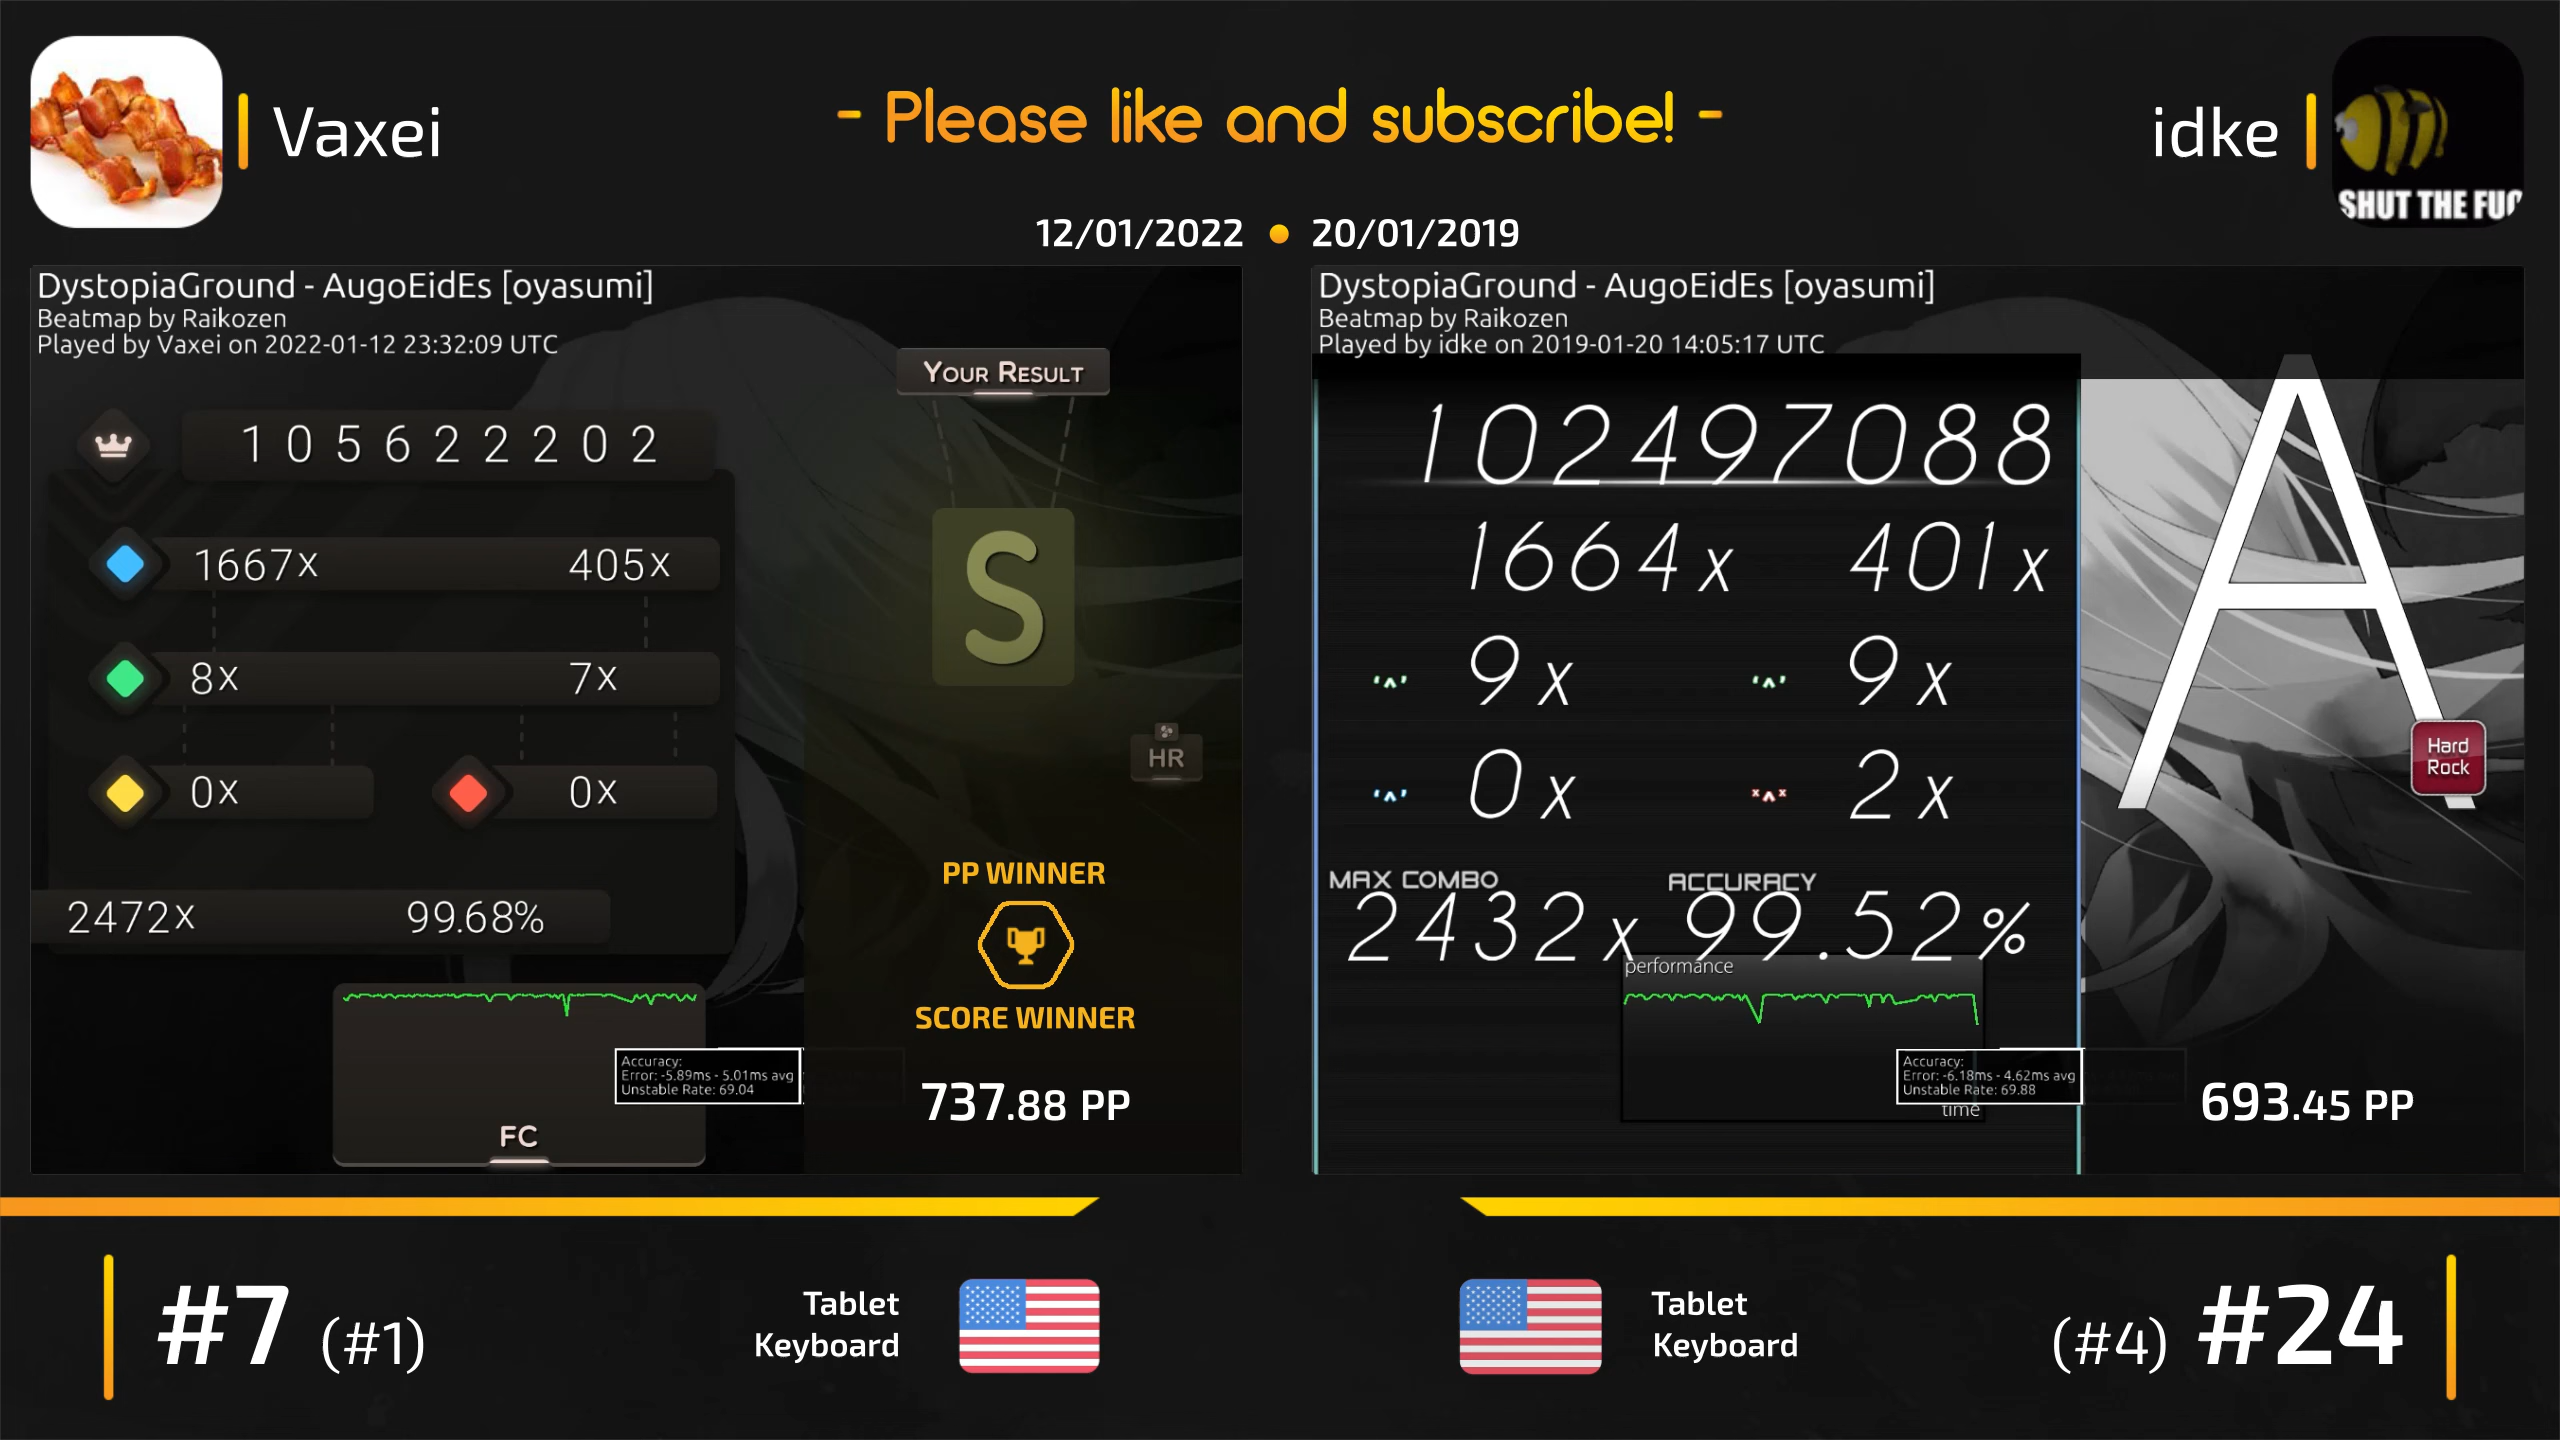 Vaxei
- Please like and subscribe! -
idke
SHUT THE FUC
12/01/2022 • 20/01/2019
DystopiaGround - AugoEidEs [oyasumi]
Beatmap by Raikozen
Played by Vaxei on 2022-01-12 23:32:09 UTC
YOUR RESULT
105622202
1667x 405x
S
8x 7x
HR
0x 0x
PP WINNER
2472x 99.68%
SCORE WINNER
Accuracy:
Error: -5.89ms - 5.01ms avg
Unstable Rate: 69.04
737.88 PP
FC
DystopiaGround - AugoEidEs [oyasumi]
Beatmap by Raikozen
Played by idke on 2019-01-20 14:05:17 UTC
102497088
A
1664x 401x
'^' 9x '^' 9x
Hard
Rock
'^' 0x x^x 2x
MAX COMBO ACCURACY
2432x 99.52%
performance
Accuracy:
Error: -6.18ms - 4.62ms avg
Unstable Rate: 69.88
time
693.45 PP
#7 (#1)
Tablet
Keyboard
Tablet
Keyboard
(#4) #24